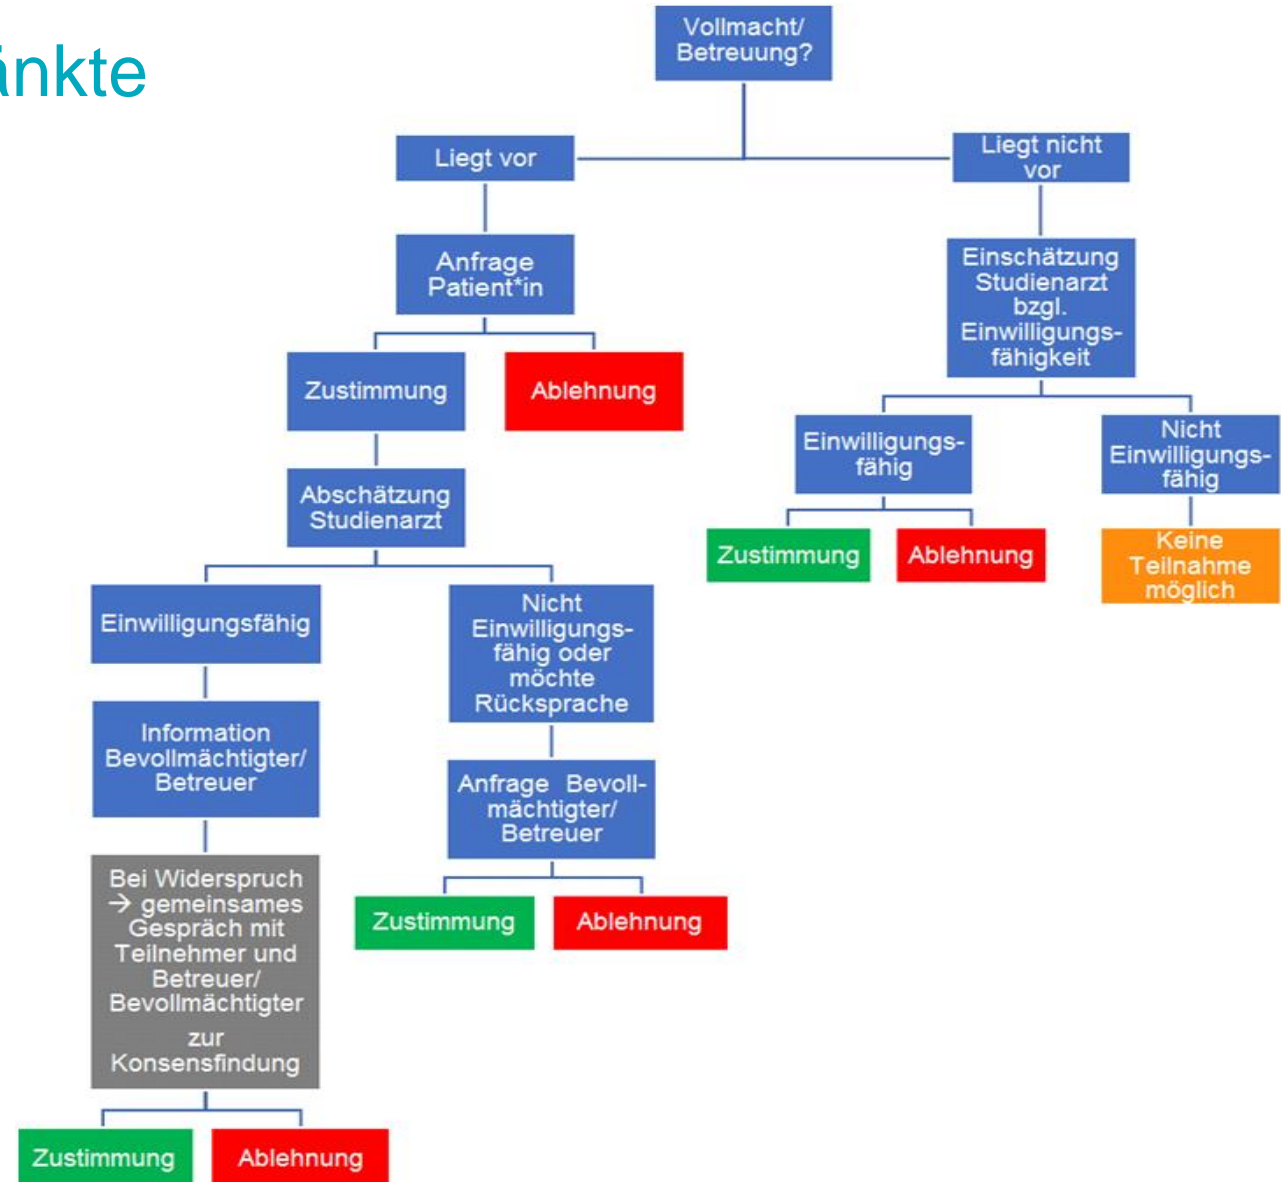 änkte
Vollmacht/
Betreuung?
Liegt vor
Liegt nicht
vor
Anfrage
Patient*in
Einschätzung
Studienarzt
bzgl.
Einwilligungs-
fähigkeit
Zustimmung
Ablehnung
Einwilligungs-
fähig
Nicht
Einwilligungs-
fähig
Abschätzung
Studienarzt
Zustimmung
Ablehnung
Keine
Teilnahme
möglich
Einwilligungsfähig
Nicht
Einwilligungs-
fähig oder
möchte
Rücksprache
Information
Bevollmächtigter/
Betreuer
Anfrage Bevoll-
mächtigter/
Betreuer
Bei Widerspruch
→ gemeinsames
Gespräch mit
Teilnehmer und
Betreuer/
Bevollmächtigter
zur
Konsensfindung
Zustimmung
Ablehnung
Zustimmung
Ablehnung